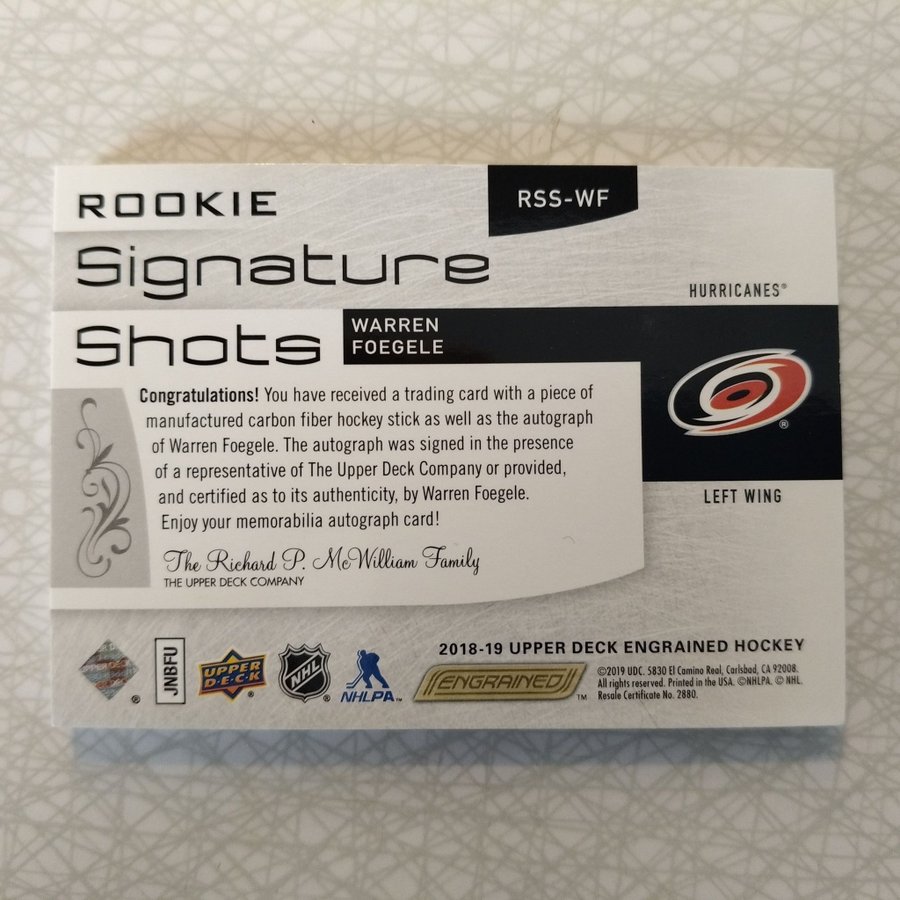 ROOKIE
RSS-WF
Signature
HURRICANES®
Shots
WARREN
FOEGELE
Congratulations! You have received a trading card with a piece of
manufactured carbon fiber hockey stick as well as the autograph
of Warren Foegele. The autograph was signed in the presence
of a representative of The Upper Deck Company or provided,
and certified as to its authenticity, by Warren Foegele.
Enjoy your memorabilia autograph card!
®
LEFT WING
The Richard P. McWilliam Family
THE UPPER DECK COMPANY
2018-19 UPPER DECK ENGRAINED HOCKEY
®
JNBFU
UPPER
DECK®
NHL®
NHLPA™
ENGRAINED™
©2019 UDC. 5830 El Camino Real, Carlsbad, CA 92008.
All rights reserved. Printed in the USA. ©NHLPA. © NHL.
Resale Certificate No. 2880.